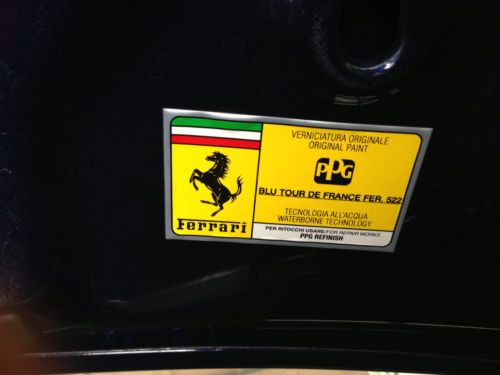 VERNICIATURA ORIGINALE
ORIGINAL PAINT
PPG
BLU TOUR DE FRANCE FER. 522
TECNOLOGIA ALL'ACQUA
WATERBORNE TECHNOLOGY
PER RITOCCHI USARE/FOR REPAIR WORKS
PPG REFINISH
Ferrari